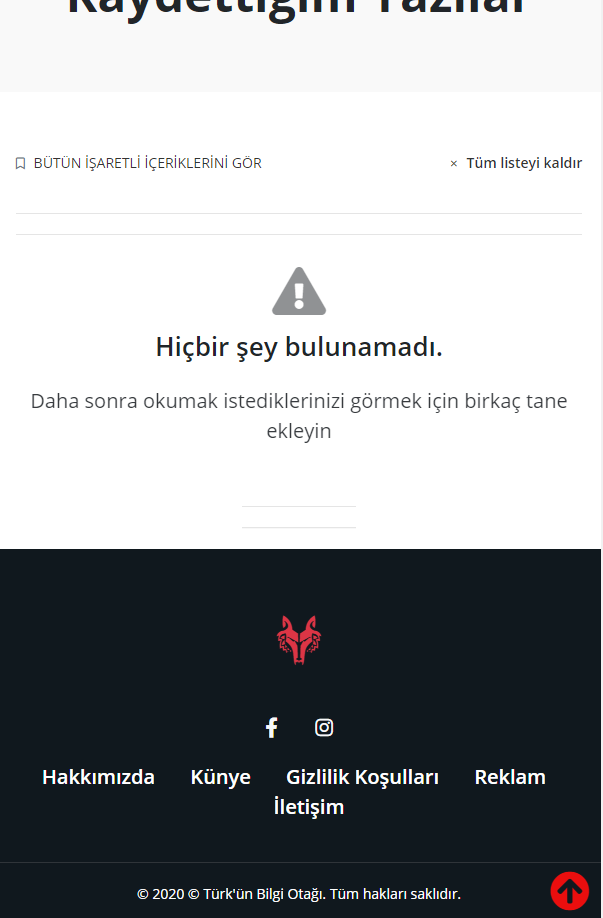 Kaydettiğim Yazılar
BÜTÜN İŞARETLİ İÇERİKLERİNİ GÖR
× Tüm listeyi kaldır
Hiçbir şey bulunamadı.
Daha sonra okumak istediklerinizi görmek için birkaç tane
ekleyin
Hakkımızda Künye Gizlilik Koşulları Reklam
İletişim
© 2020 © Türk'ün Bilgi Otağı. Tüm hakları saklıdır.